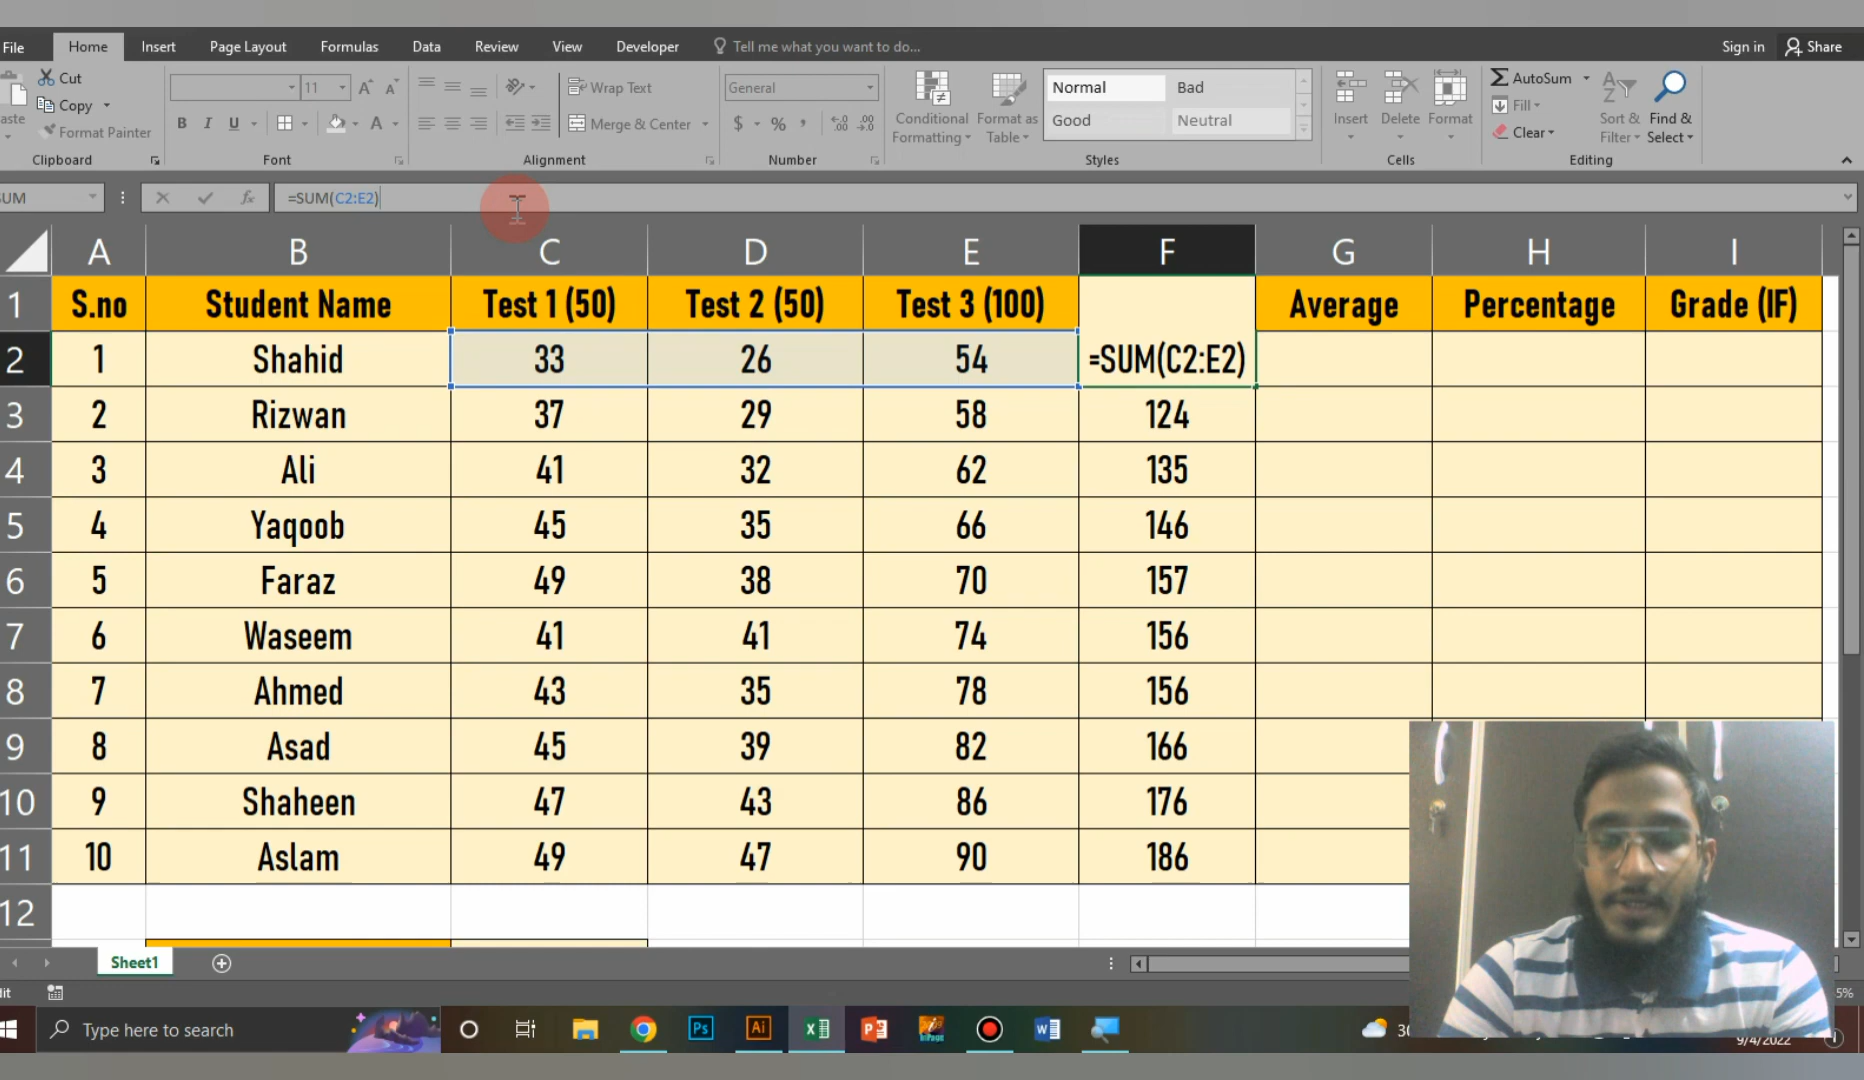 File Home Insert Page Layout Formulas Data Review View Developer Tell me what you want to do... Sign in Share
Cut
Copy
Format Painter
Clipboard
11
Font
Wrap Text
Merge & Center
Alignment
General
$ % ,
Number
Conditional Formatting
Format as Table
Normal Bad
Good Neutral
Styles
Insert Delete Format
Cells
AutoSum
Fill
Clear
Sort & Filter
Find & Select
Editing
=SUM(C2:E2)
A B C D E F G H I
1 S.no Student Name Test 1 (50) Test 2 (50) Test 3 (100) Average Percentage Grade (IF)
2 1 Shahid 33 26 54 =SUM(C2:E2)
3 2 Rizwan 37 29 58 124
4 3 Ali 41 32 62 135
5 4 Yaqoob 45 35 66 146
6 5 Faraz 49 38 70 157
7 6 Waseem 41 41 74 156
8 7 Ahmed 43 35 78 156
9 8 Asad 45 39 82 166
10 9 Shaheen 47 43 86 176
11 10 Aslam 49 47 90 186
12
Sheet1
Type here to search
Ps Ai
9/4/2022